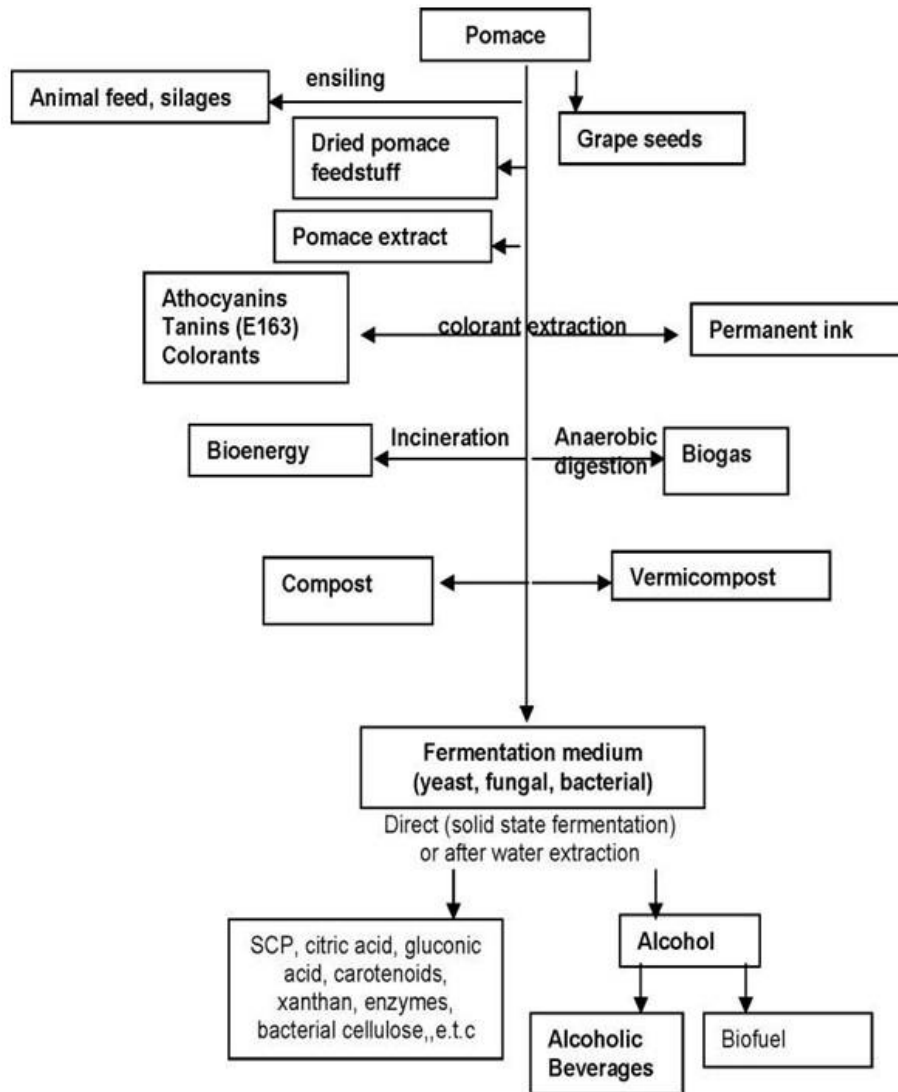 Pomace
ensiling
Animal feed, silages
Grape seeds
Dried pomace
feedstuff
Pomace extract
Athocyanins
Tanins (E163)
Colorants
colorant extraction
Permanent ink
Bioenergy
Incineration
Anaerobic
digestion
Biogas
Compost
Vermicompost
Fermentation medium
(yeast, fungal, bacterial)
Direct (solid state fermentation)
or after water extraction
SCP, citric acid, gluconic
acid, carotenoids,
xanthan, enzymes,
bacterial cellulose,,e.t.c
Alcohol
Alcoholic
Beverages
Biofuel